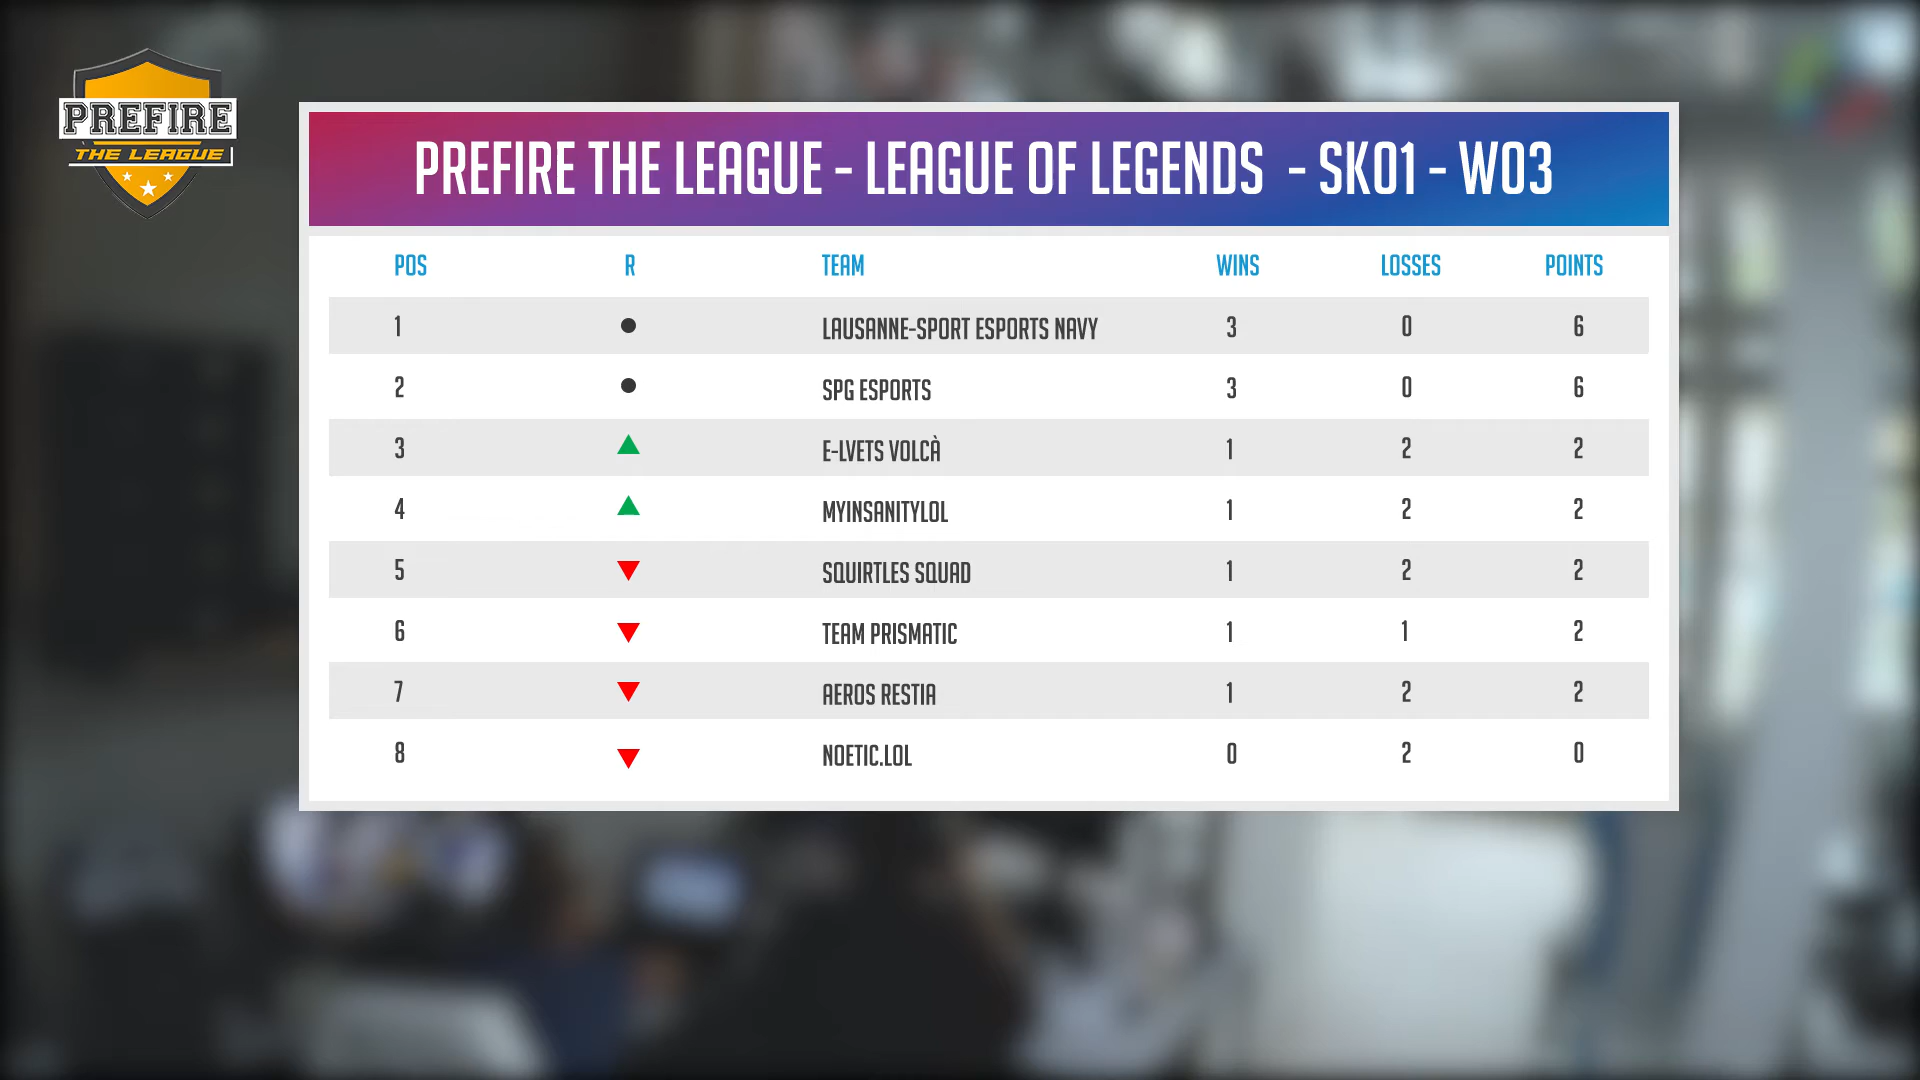 PREFIRE
THE LEAGUE
PREFIRE THE LEAGUE - LEAGUE OF LEGENDS - SK01 - W03
POS R TEAM WINS LOSSES POINTS
1 LAUSANNE-SPORT ESPORTS NAVY 3 0 6
2 SPG ESPORTS 3 0 6
3 E-LVETS VOLCÀ 1 2 2
4 MYINSANITYLOL 1 2 2
5 SQUIRTLES SQUAD 1 2 2
6 TEAM PRISMATIC 1 1 2
7 AEROS RESTIA 1 2 2
8 NOETIC.LOL 0 2 0